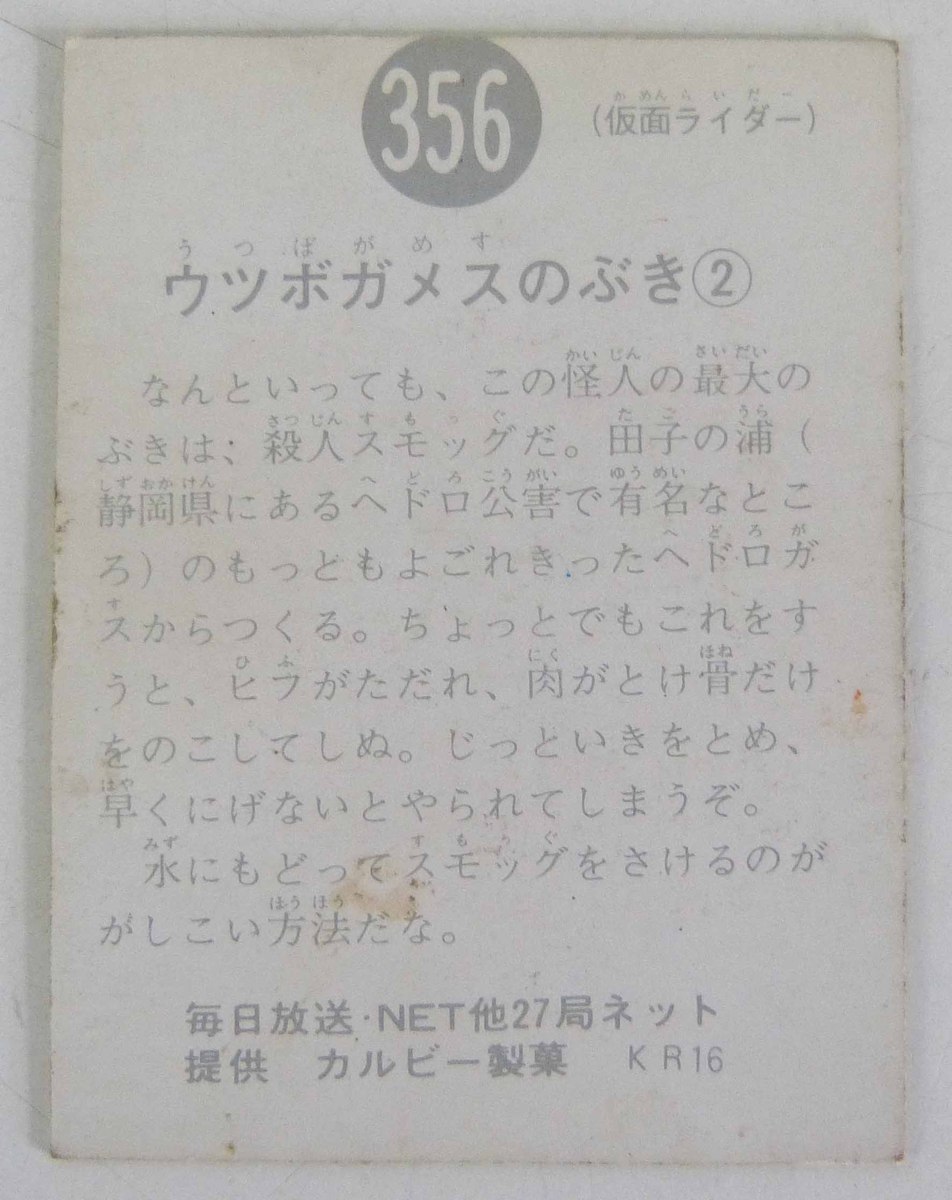 356
(仮面ライダー)
ウツボガメスのぶき②
なんといっても、この怪人の最大の
ぶきは、殺人スモッグだ。田子の浦(
静岡県にあるヘドロ公害で有名なとこ
ろ)のもっともよごれきったヘドロガ
スからつくる。ちょっとでもこれをす
うと、ヒフがただれ、肉がとけ骨だけ
をのこしてしぬ。じっといきをとめ、
早くにげないとやられてしまうぞ。
水にもどってスモッグをさけるのが
がしこい方法だな。
毎日放送・NET他27局ネット
提供 カルビー製菓 KR16